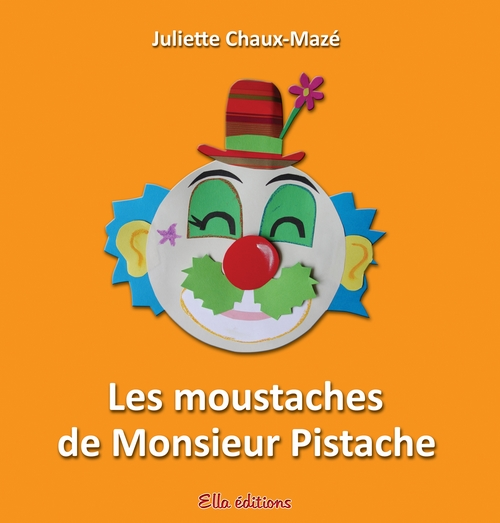 Juliette Chaux-Mazé
Les moustaches
de Monsieur Pistache
Ella éditions